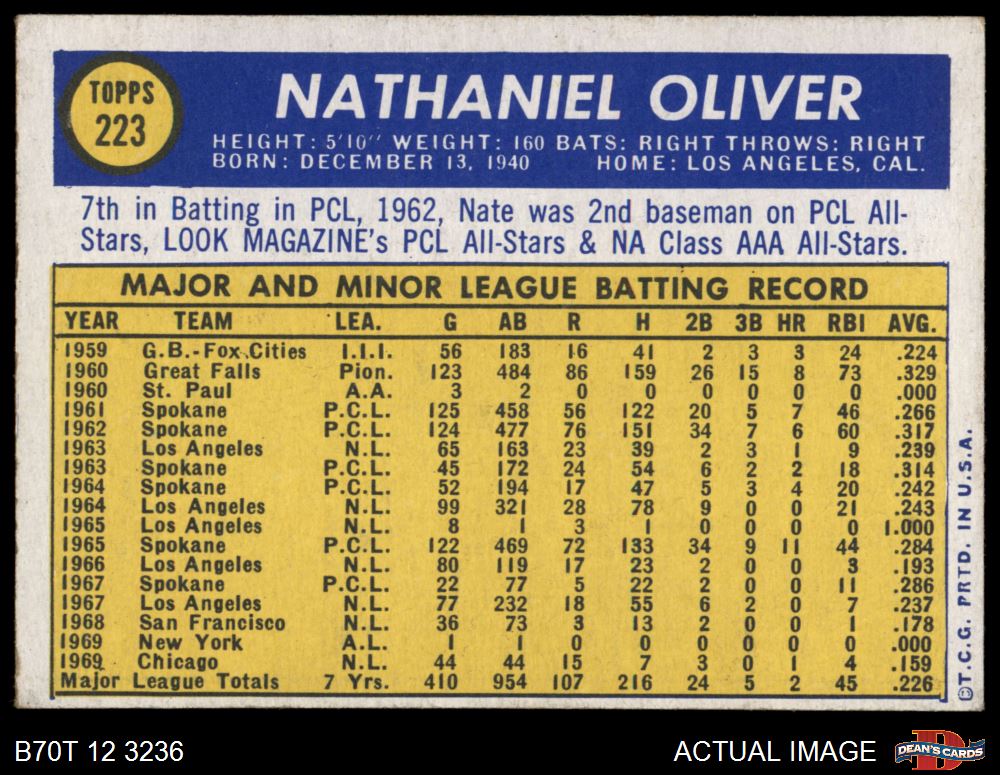 TOPPS
223
NATHANIEL OLIVER
HEIGHT: 5'10" WEIGHT: 160 BATS: RIGHT THROWS: RIGHT
BORN: DECEMBER 13, 1940 HOME: LOS ANGELES, CAL.
7th in Batting in PCL, 1962, Nate was 2nd baseman on PCL All-
Stars, LOOK MAGAZINE's PCL All-Stars & NA Class AAA All-Stars.
MAJOR AND MINOR LEAGUE BATTING RECORD
YEAR TEAM LEA. G AB R H 2B 3B HR RBI AVG.
1959 G.B.-Fox Cities I.I.I. 56 183 16 41 2 3 3 24 .224
1960 Great Falls Pion. 123 484 86 159 26 15 8 73 .329
1960 St. Paul A.A. 3 2 0 0 0 0 0 0 .000
1961 Spokane P.C.L. 125 458 56 122 20 5 7 46 .266
1962 Spokane P.C.L. 124 477 76 151 34 7 6 60 .317
1963 Los Angeles N.L. 65 163 23 39 2 3 1 9 .239
1963 Spokane P.C.L. 45 172 24 54 6 2 2 18 .314
1964 Spokane P.C.L. 52 194 17 47 5 3 4 20 .242
1964 Los Angeles N.L. 99 321 28 78 9 0 0 21 .243
1965 Los Angeles N.L. 8 1 3 1 0 0 0 0 1.000
1965 Spokane P.C.L. 122 469 72 133 34 9 11 44 .284
1966 Los Angeles N.L. 80 119 17 23 2 0 0 3 .193
1967 Spokane P.C.L. 22 77 5 22 2 0 0 11 .286
1967 Los Angeles N.L. 77 232 18 55 6 2 0 7 .237
1968 San Francisco N.L. 36 73 3 13 2 0 0 1 .178
1969 New York A.L. 1 1 0 0 0 0 0 0 .000
1969 Chicago N.L. 44 44 15 7 3 0 1 4 .159
Major League Totals 7 Yrs. 410 954 107 216 24 5 2 45 .226
©T.C.G. PRTD. IN U.S.A.
B70T 12 3236
ACTUAL IMAGE
D
DEAN'S CARDS